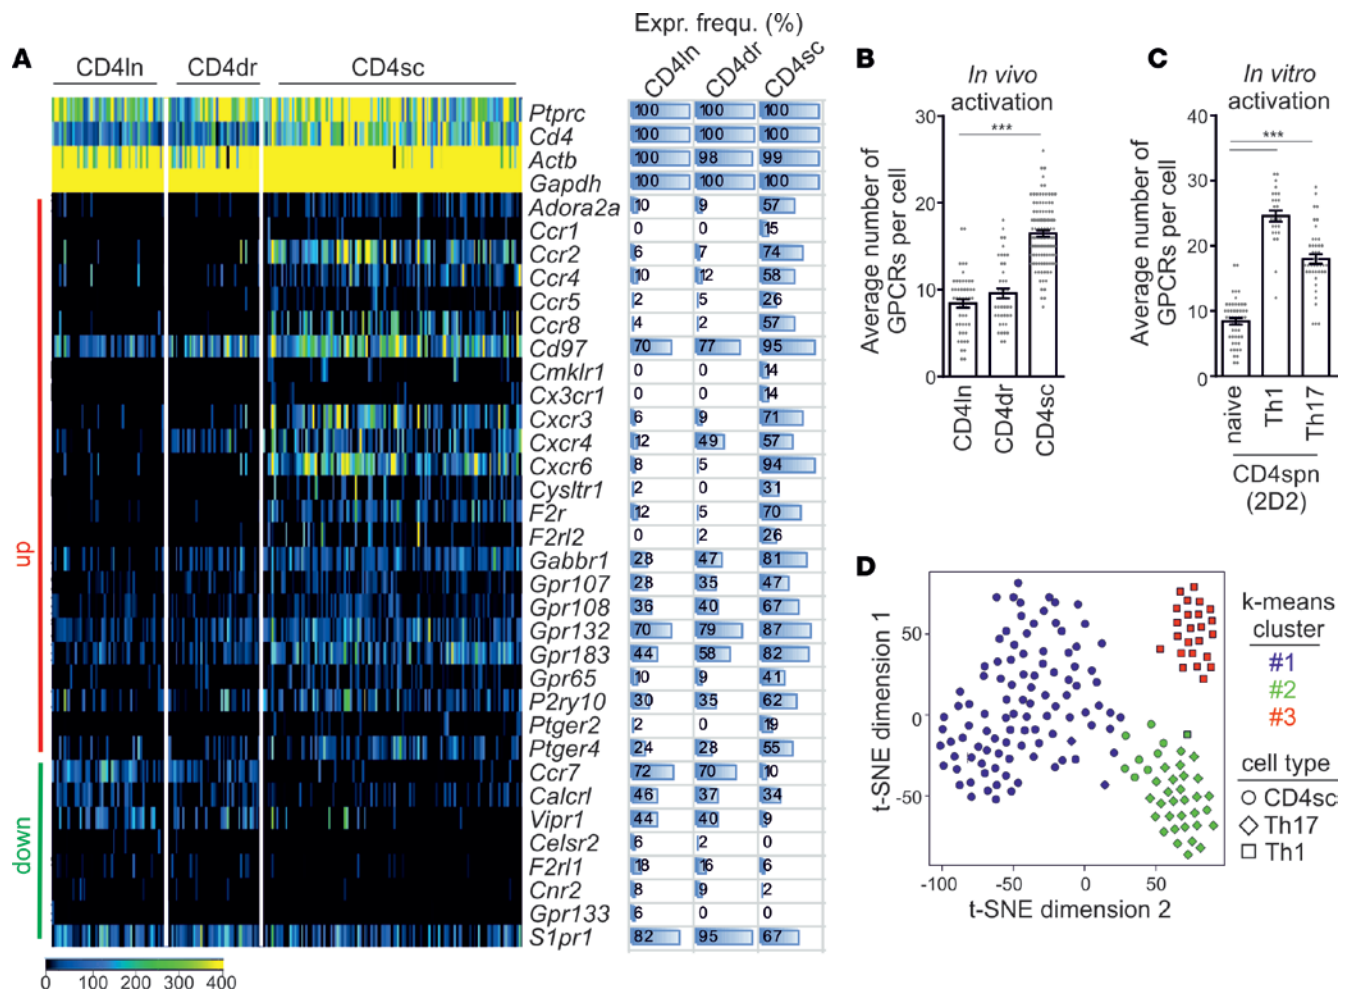 A
CD4ln CD4dr CD4sc
Expr. frequ. (%)
CD4ln CD4dr CD4sc
Ptprc 100 100 100
Cd4 100 100 100
Actb 100 98 99
Gapdh 100 100 100
Adora2a 10 9 57
Ccr1 0 0 15
Ccr2 6 7 74
Ccr4 10 12 58
Ccr5 2 5 26
Ccr8 4 2 57
Cd97 70 77 95
Cmklr1 0 0 14
Cx3cr1 0 0 14
Cxcr3 6 9 71
Cxcr4 12 49 57
Cxcr6 8 5 94
Cysltr1 2 0 31
F2r 12 5 70
F2rl2 0 2 26
Gabbr1 28 47 81
Gpr107 28 35 47
Gpr108 36 40 67
Gpr132 70 79 87
Gpr183 44 58 82
Gpr65 10 9 41
P2ry10 30 35 62
Ptger2 2 0 19
Ptger4 24 28 55
Ccr7 72 70 10
Calcrl 46 37 34
Vipr1 44 40 9
Celsr2 6 2 0
F2rl1 18 16 6
Cnr2 8 9 2
Gpr133 6 0 0
S1pr1 82 95 67
up
down
0 100 200 300 400
B
In vivo
activation
***
Average number of
GPCRs per cell
30
20
10
0
CD4ln CD4dr CD4sc
C
In vitro
activation
***
Average number of
GPCRs per cell
40
30
20
10
0
naive Th1 Th17
CD4spn
(2D2)
D
t-SNE dimension 1
50
0
-50
-100 -50 0 50
t-SNE dimension 2
k-means
cluster
#1
#2
#3
cell type
CD4sc
Th17
Th1